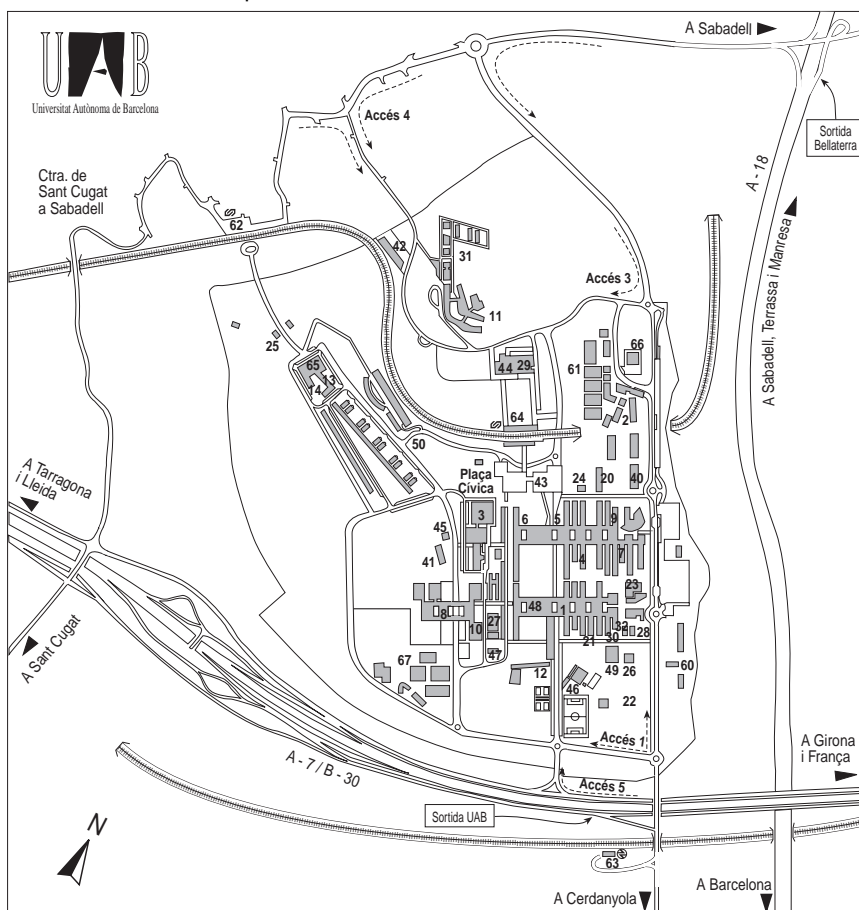 A Sabadell
UAB
Universitat Autònoma de Barcelona
Accés 4
Sortida
Bellaterra
A - 18
Ctra. de
Sant Cugat
a Sabadell
62
42
31
A Sabadell, Terrassa i Manresa
Accés 3
11
25
66
65
13
14
44
29
61
64
2
50
A Tarragona
i Lleida
Plaça
Cívica
43
24
20
40
3
6
5
9
45
41
4
7
23
8
10
27
48
1
21
30
32
28
47
A Sant Cugat
67
12
46
49
26
60
22
Accés 1
A Girona
i França
A - 7 / B - 30
Accés 5
Sortida UAB
N
63
A Cerdanyola
A Barcelona